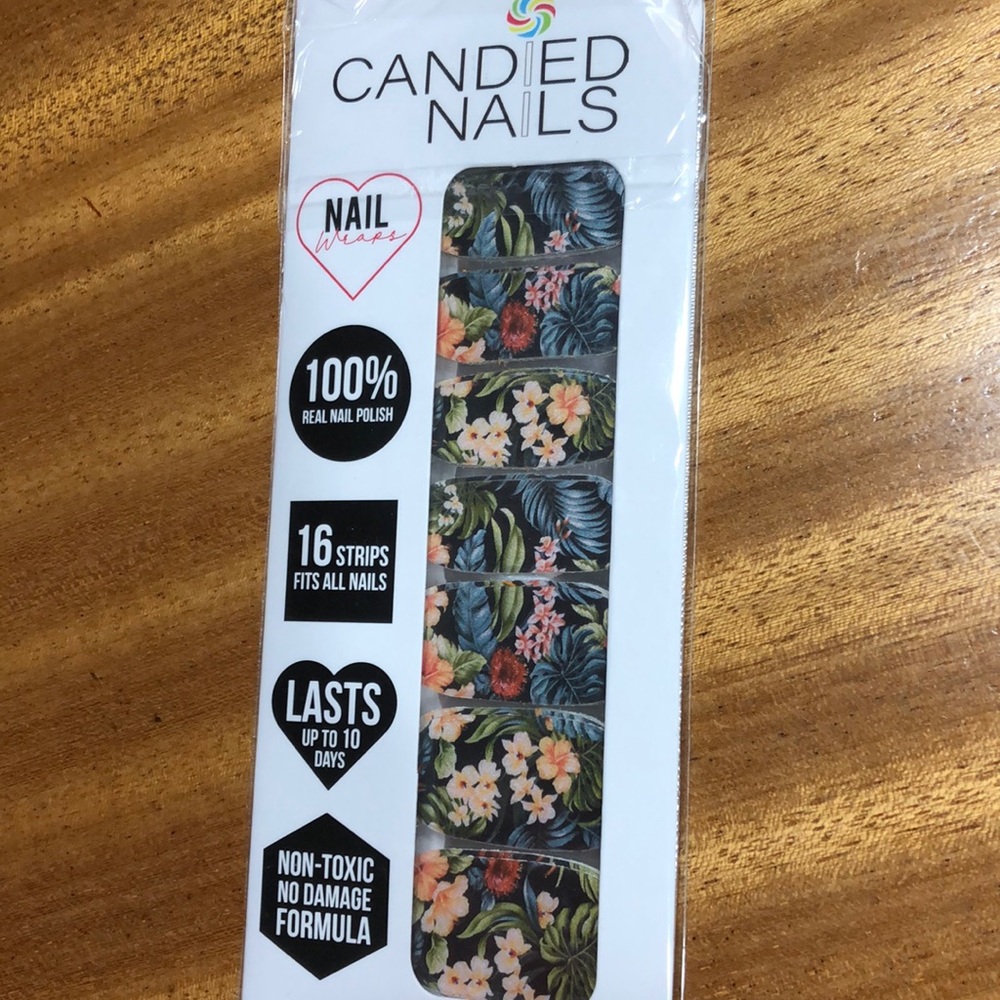 CANDIED
NAILS
NAIL
Wraps
100%
REAL NAIL POLISH
16 STRIPS
FITS ALL NAILS
LASTS
UP TO 10
DAYS
NON-TOXIC
NO DAMAGE
FORMULA